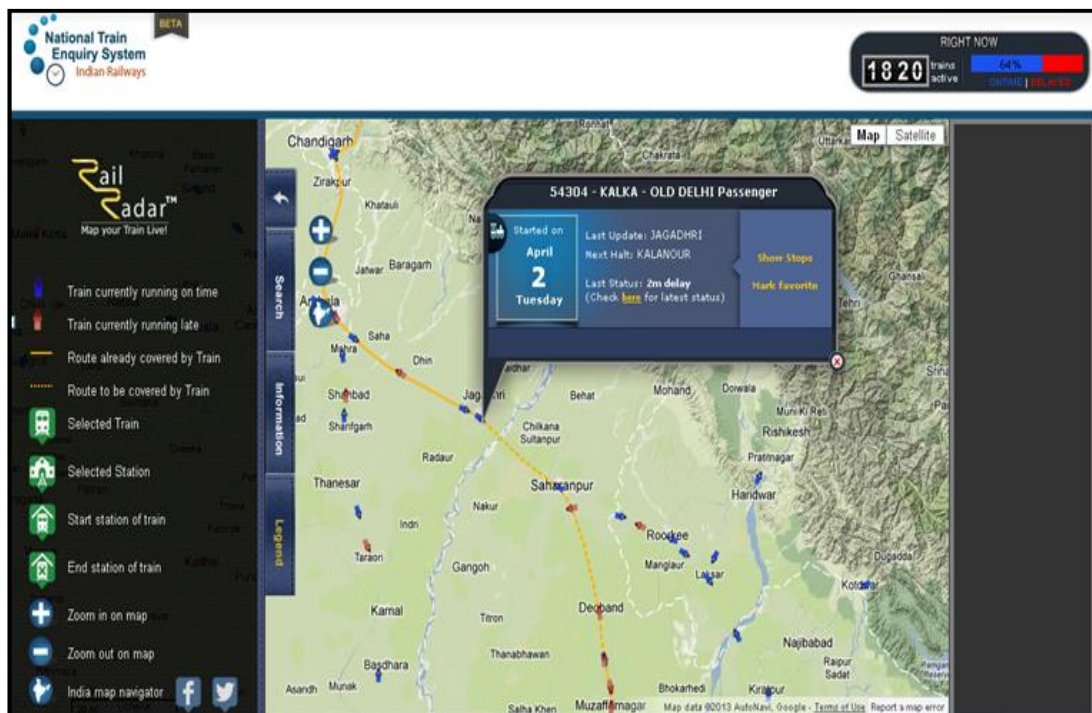 National Train
Enquiry System
Indian Railways
BETA
RIGHT NOW
1820 trains
active
64%
ONTIME | DELAYED
Rail
Radar™
Map your Train Live!
Train currently running on time
Train currently running late
Route already covered by Train
Route to be covered by Train
Selected Train
Selected Station
Start station of train
End station of train
Zoom in on map
Zoom out on map
India map navigator
Search
Information
Legend
Map
Satellite
54304 - KALKA - OLD DELHI Passenger
Started on
April
2
Tuesday
Last Update: JAGADHRI
Next Halt: KALANOUR
Last Status: 2m delay
(Check here for latest status)
Show Stops
Mark favorite
Chandigarh
Zirakpur
Khatauli
Jatwar
Baragarh
Saha
Mahra
Dhin
Shahbad
Sharifgarh
Radaur
Thanesar
Indri
Nakur
Taraori
Gangoh
Karnal
Titron
Basdhara
Thanabhawan
Asandh
Munak
Salha Kheri
Muzaffarnagar
Chakrata
Behat
Mohand
Doiwala
Muni Ki Reti
Rishikesh
Chilkana
Sultanpur
Pratitnagar
Saharanpur
Haridwar
Roorkee
Manglaur
Laksar
Deoband
Dugadda
Kotdwar
Najibabad
Raipur
Sadat
Bhokarhedi
Kiratpur
Ghansali
Tehri
Map data ©2013 AutoNavi, Google - Terms of Use
Report a map error